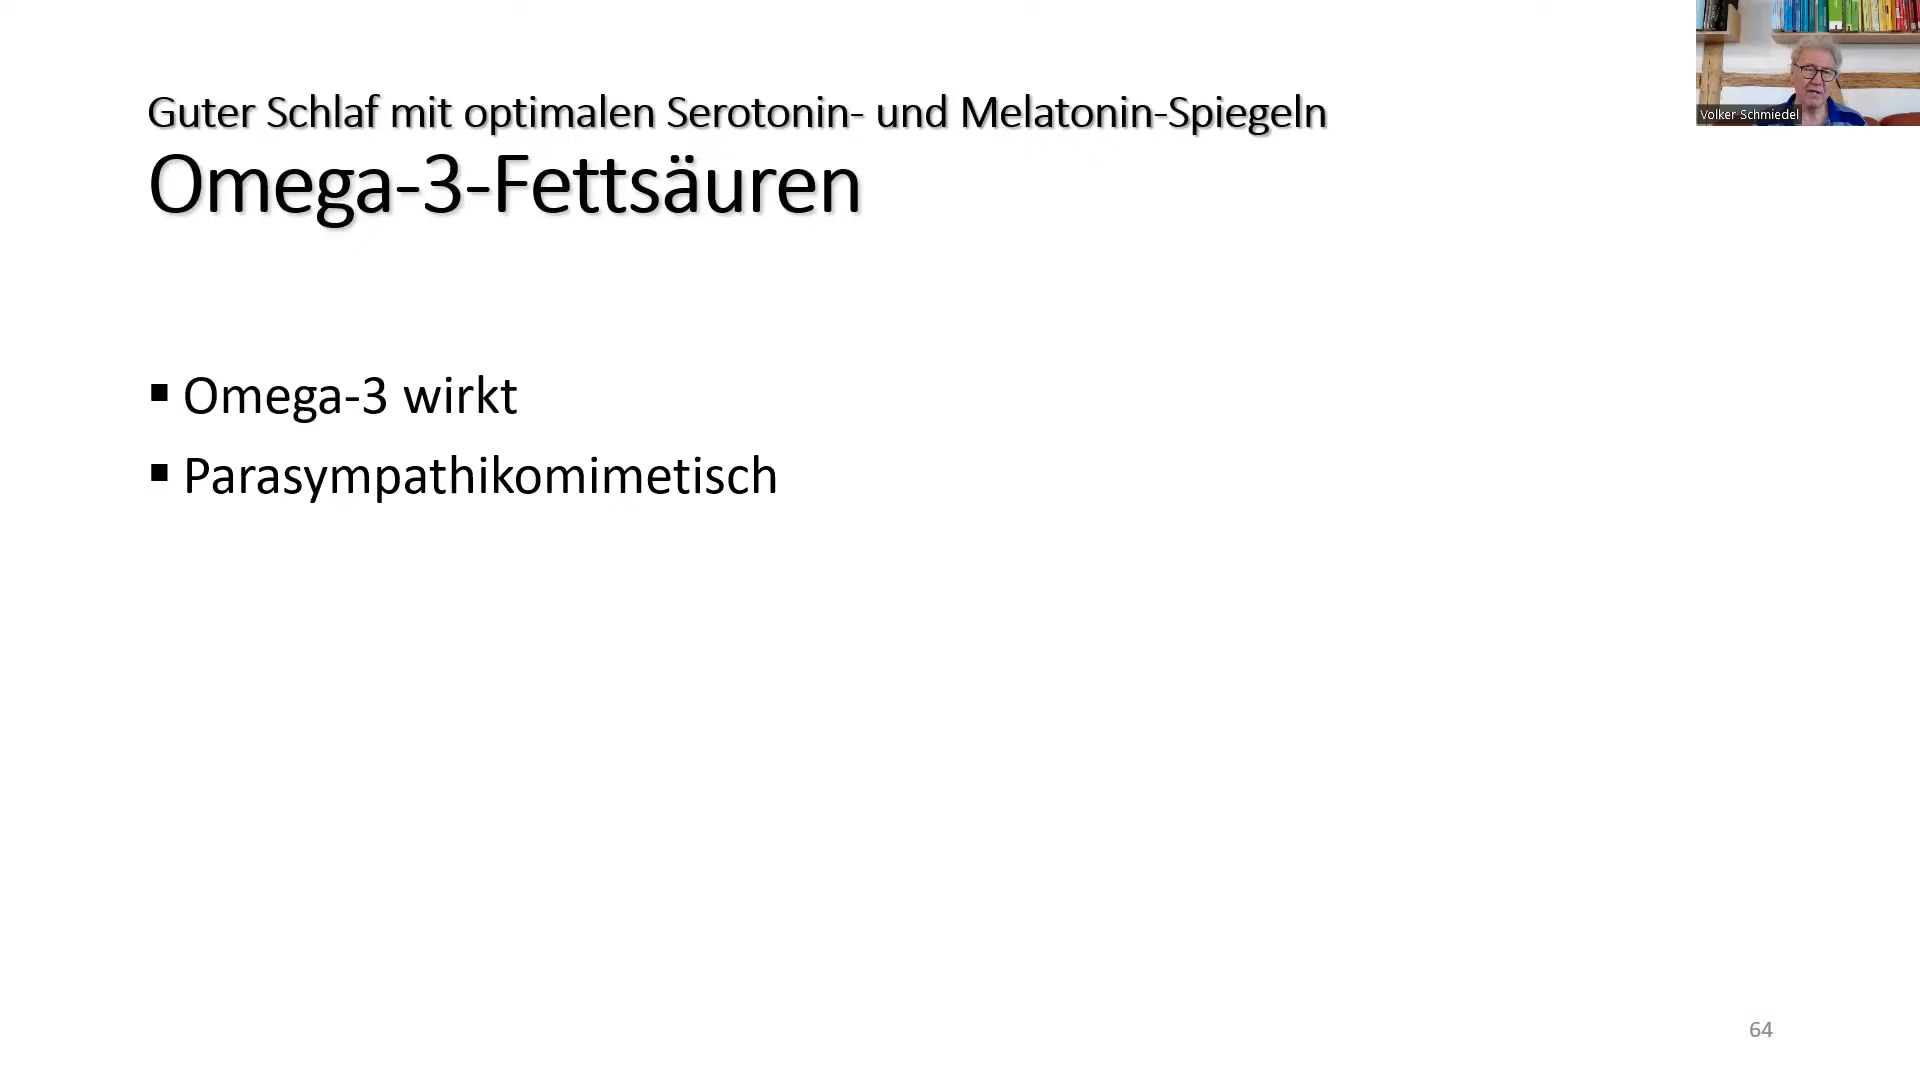 Guter Schlaf mit optimalen Serotonin- und Melatonin-Spiegeln
Omega-3-Fettsäuren
Volker Schmiedel
▪ Omega-3 wirkt
▪ Parasympathikomimetisch
64